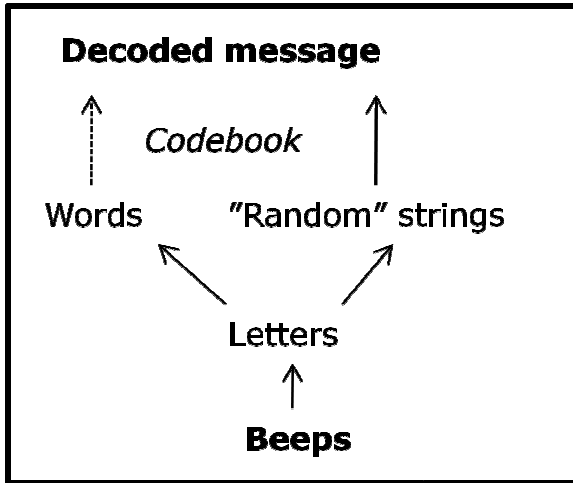 Decoded message
Codebook
Words "Random" strings
Letters
Beeps